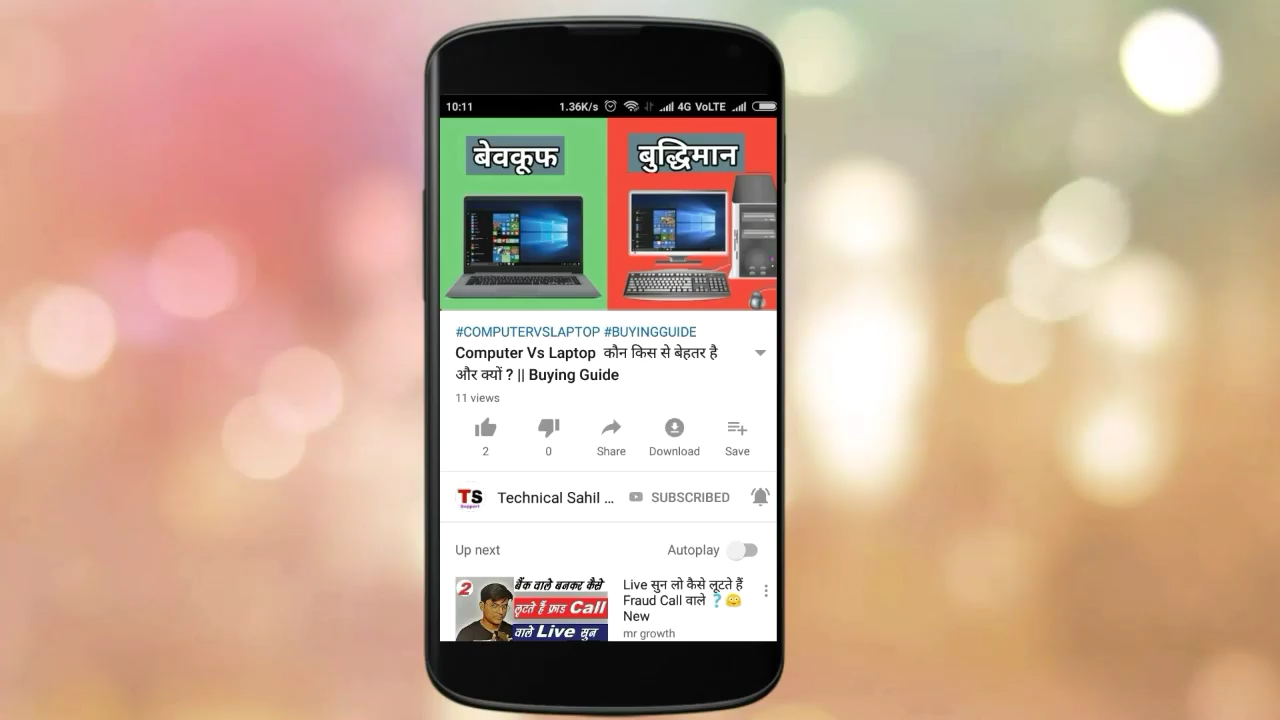 10:11 1.36K/s 4G VoLTE
बेवकूफ बुद्धिमान
#COMPUTERVSLAPTOP #BUYINGGUIDE
Computer Vs Laptop कौन किस से बेहतर है
और क्यों ? || Buying Guide
11 views
2 0 Share Download Save
TS Support Technical Sahil ... SUBSCRIBED
Up next Autoplay
2 बैंक वाले बनकर कैसे
लूटते हैं फ्राड Call
वाले Live सुन
Live सुन लो कैसे लूटते हैं
Fraud Call वाले ❓🙂
New
mr growth